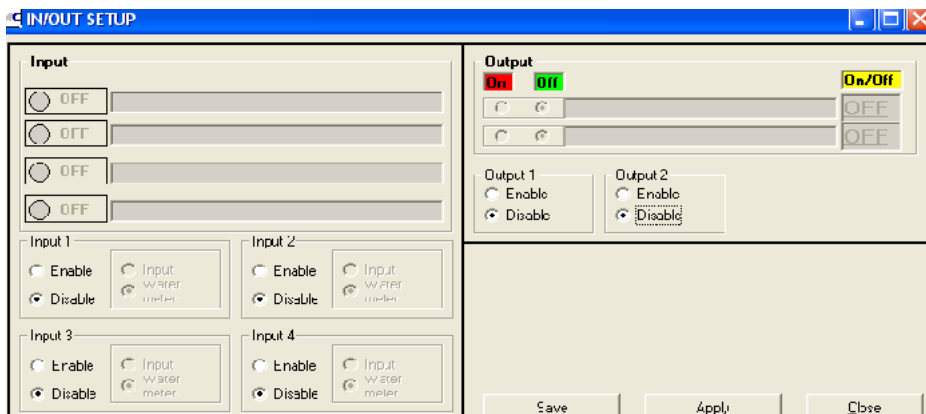 IN/OUT SETUP
Input
OFF
OFF
OFF
OFF
Input 1
Enable
Disable
Input
Water
meter
Input 2
Enable
Disable
Input
Water
meter
Input 3
Enable
Disable
Input
Water
meter
Input 4
Enable
Disable
Input
Water
meter
Output
On Off On/Off
OFF
OFF
Output 1
Enable
Disable
Output 2
Enable
Disable
Save Apply Close